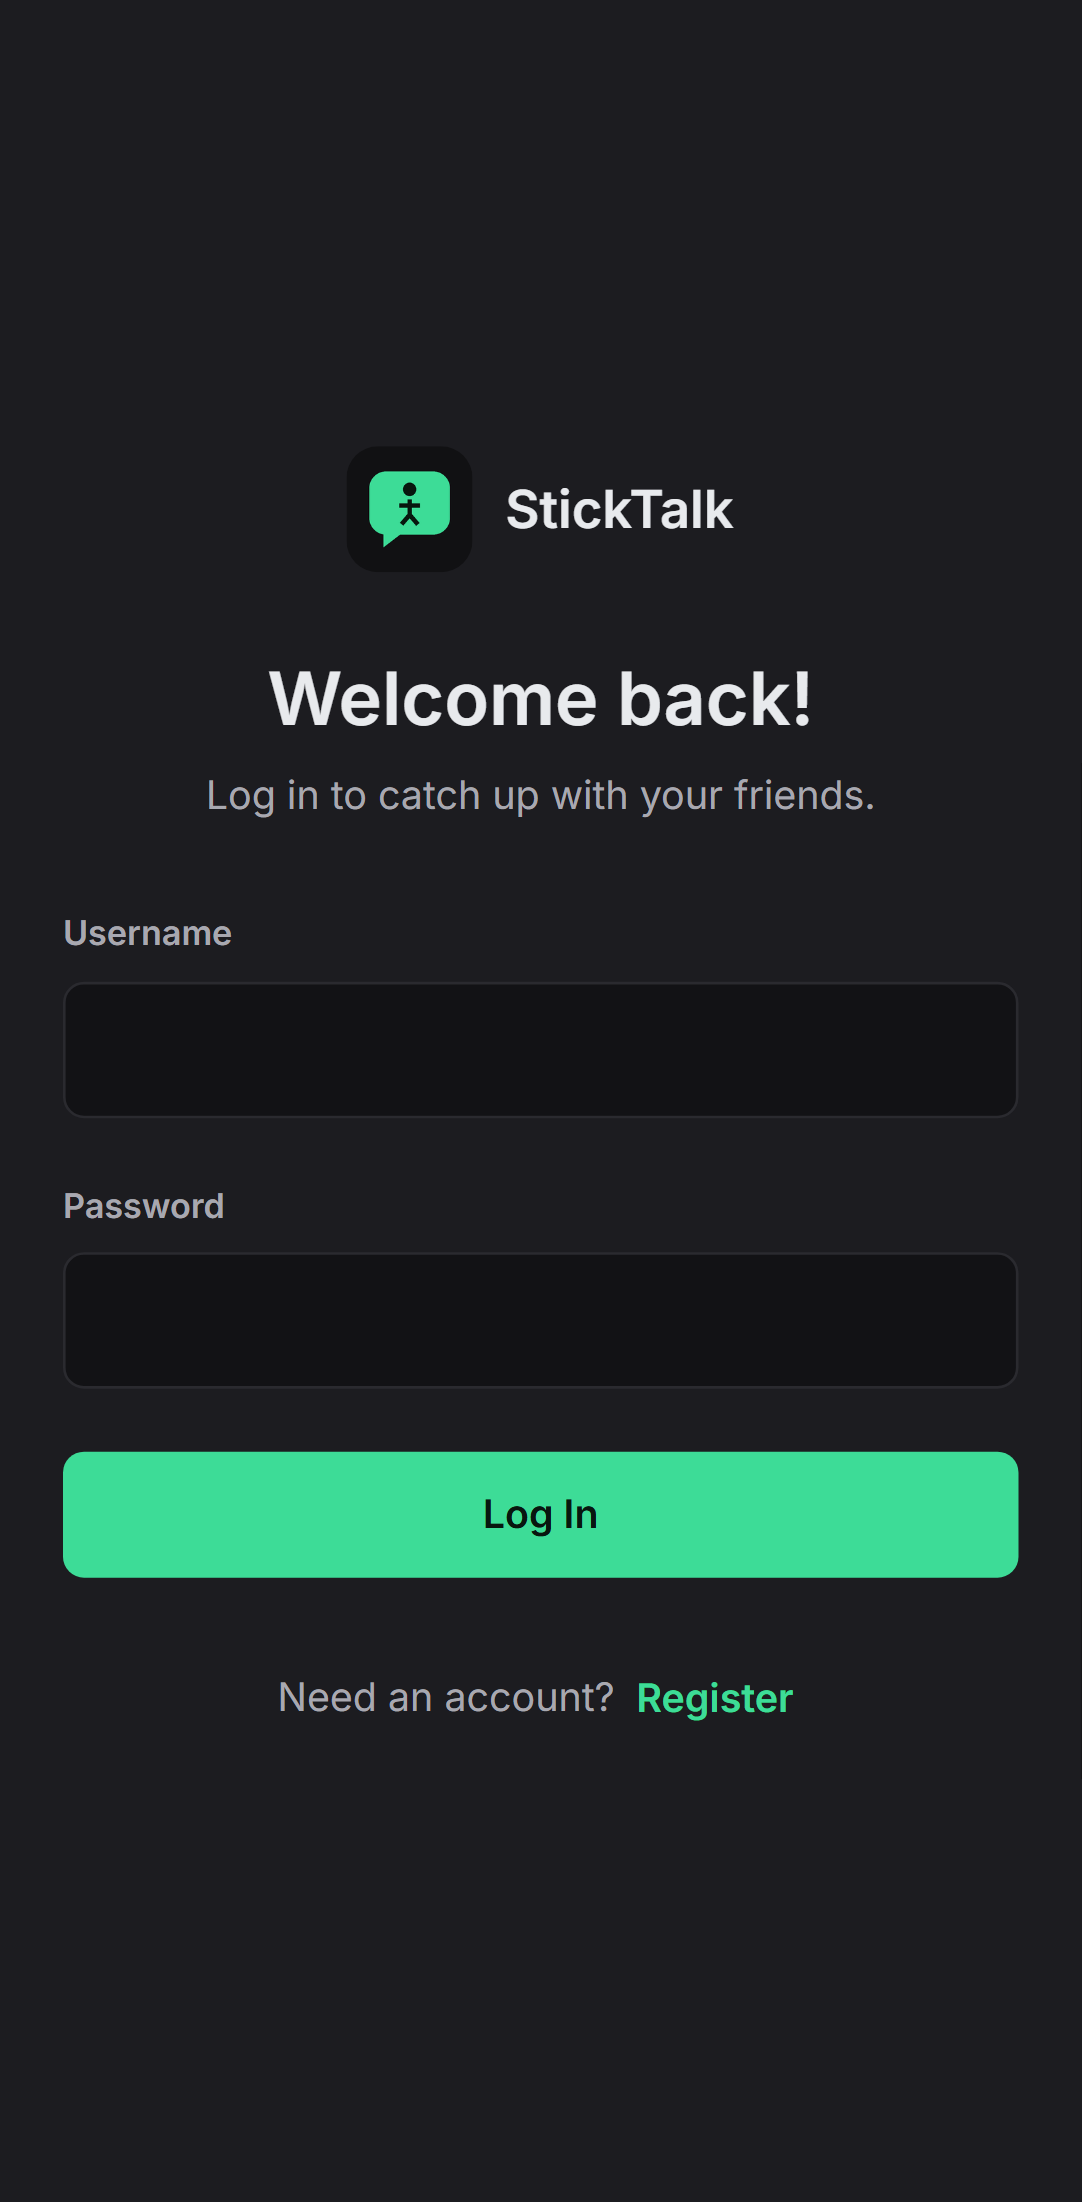 StickTalk
Welcome back!
Log in to catch up with your friends.
Username
Password
Log In
Need an account? Register